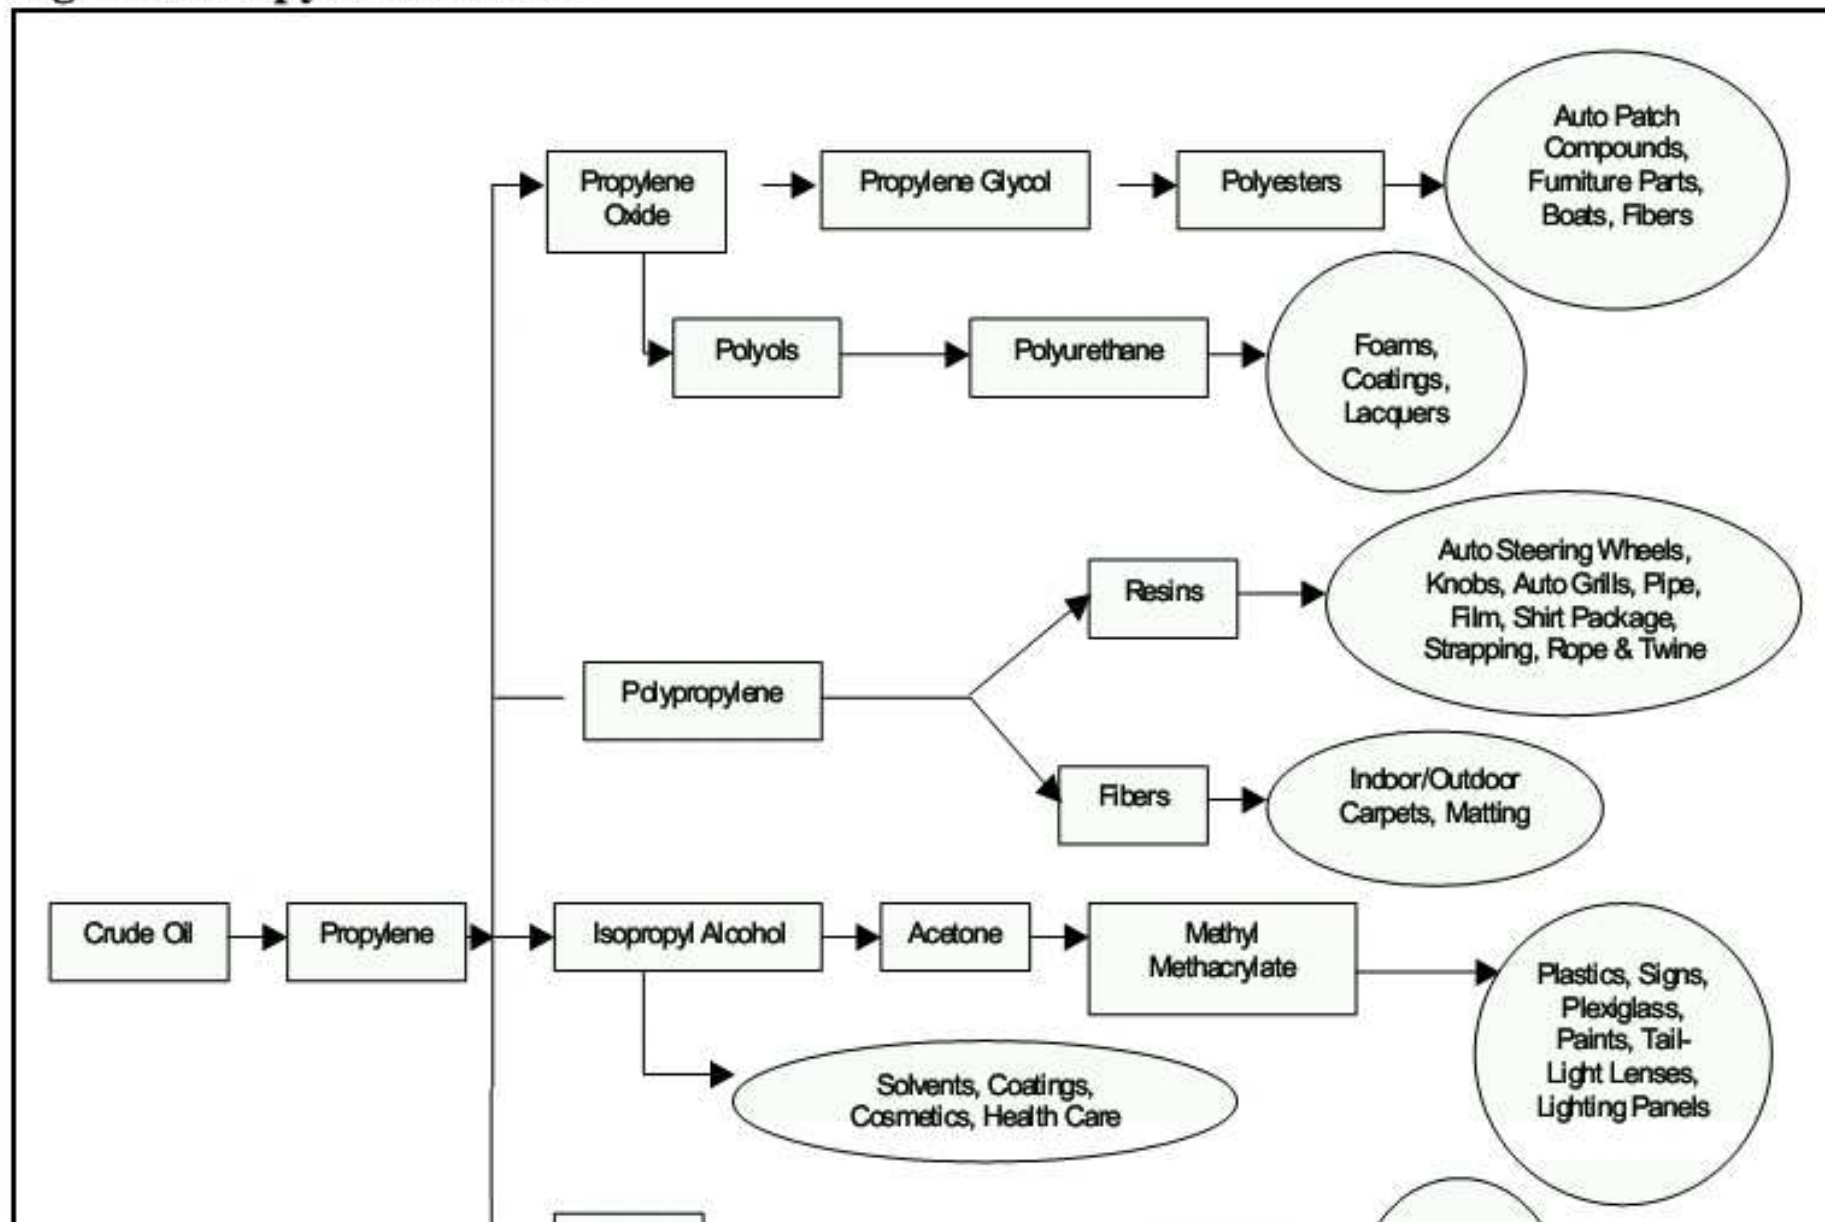 Propylene
Oxide
Propylene Glycol
Polyesters
Auto Patch
Compounds,
Furniture Parts,
Boats, Fibers
Polyols
Polyurethane
Foams,
Coatings,
Lacquers
Resins
Auto Steering Wheels,
Knobs, Auto Grills, Pipe,
Film, Shirt Package,
Strapping, Rope & Twine
Polypropylene
Fibers
Indoor/Outdoor
Carpets, Matting
Crude Oil
Propylene
Isopropyl Alcohol
Acetone
Methyl
Methacrylate
Plastics, Signs,
Plexiglass,
Paints, Tail-
Light Lenses,
Lighting Panels
Solvents, Coatings,
Cosmetics, Health Care